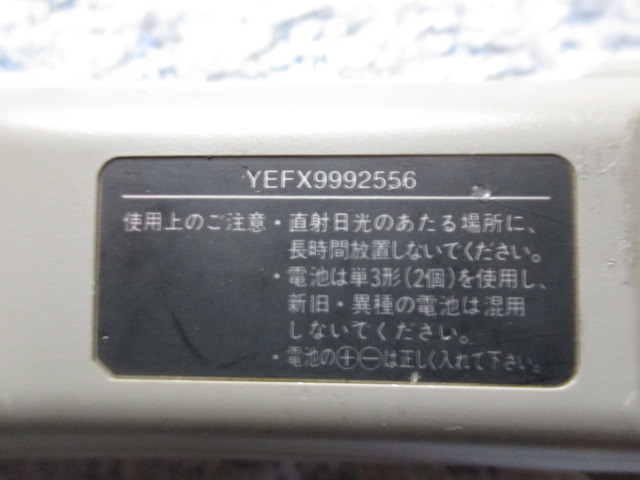 YEFX9992556
使用上のご注意・直射日光のあたる場所に、
長時間放置しないでください。
・電池は単3形(2個)を使用し、
新旧・異種の電池は混用
しないてください。
・電池の⊕⊖は正しく入れて下さい。